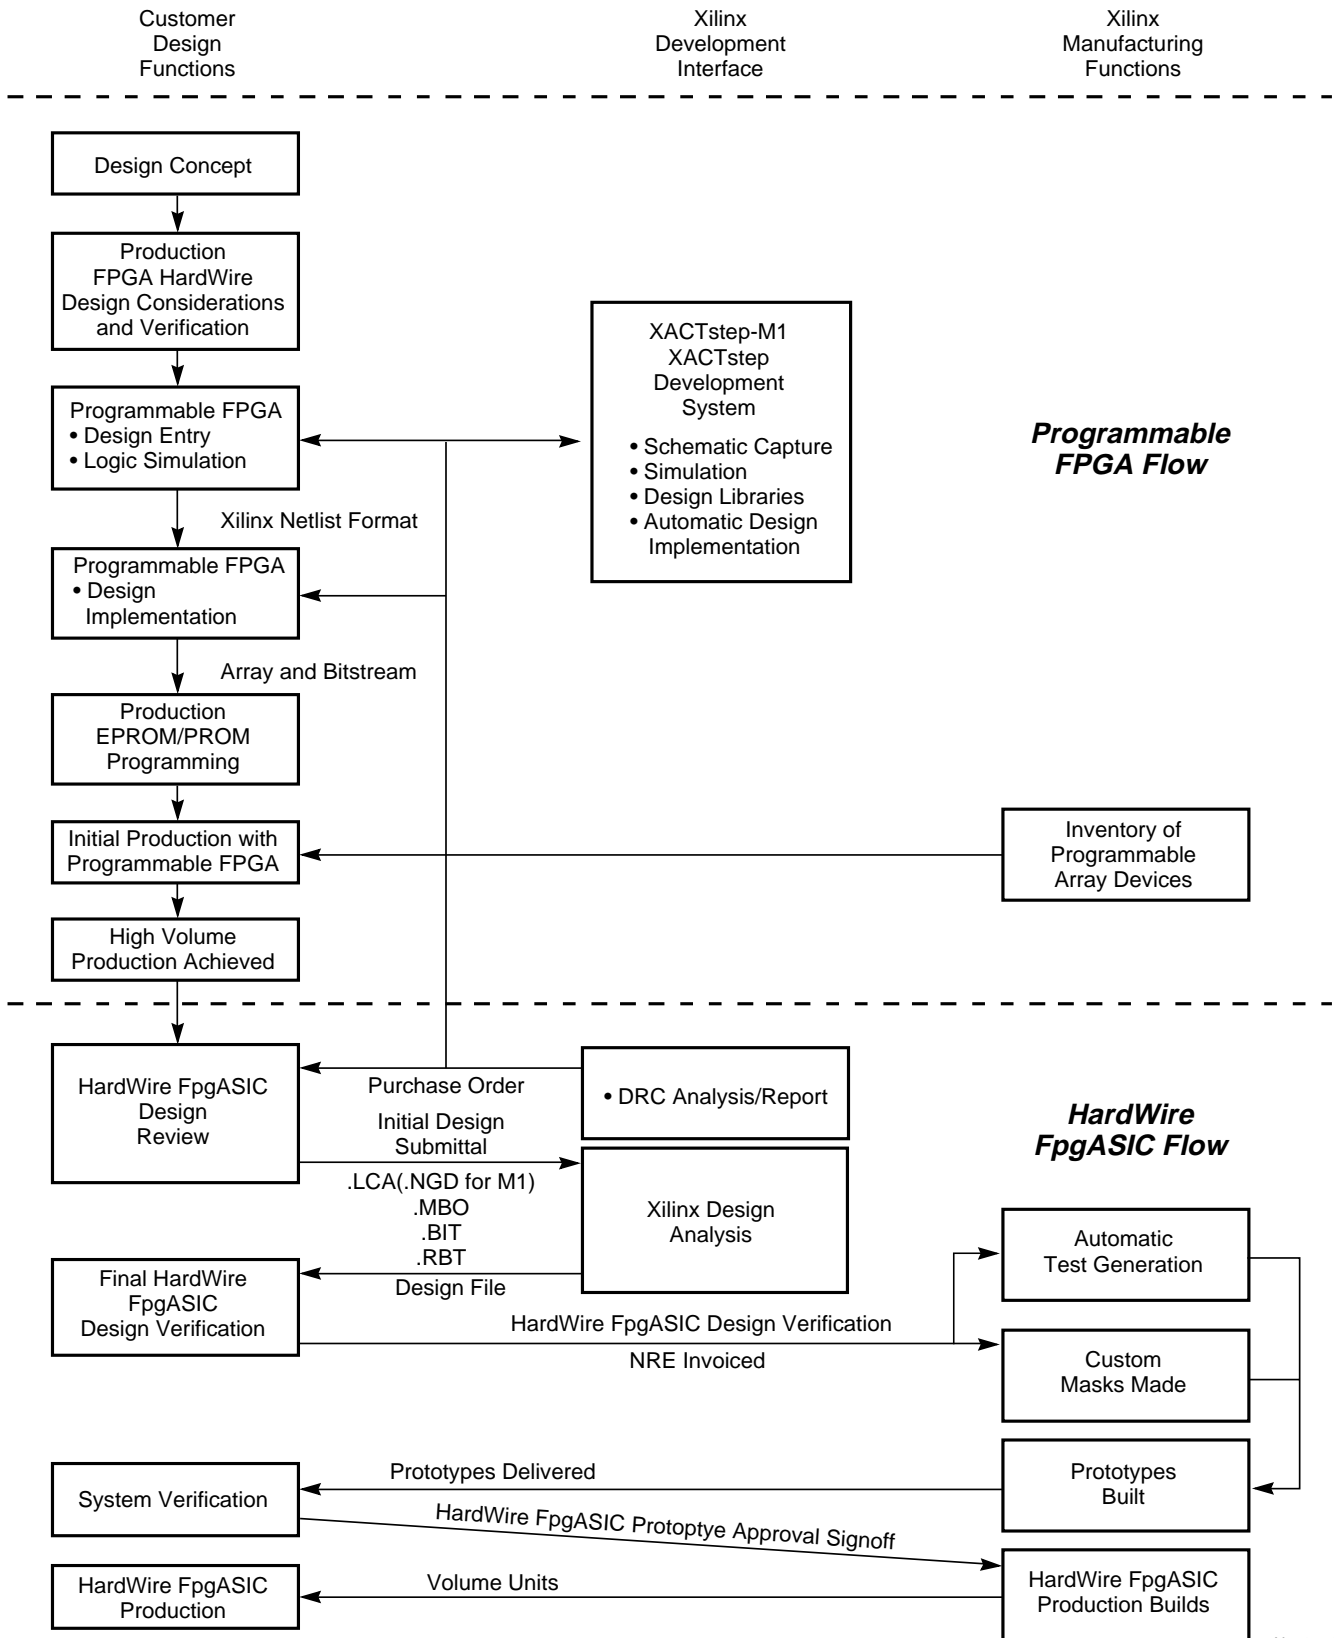 Customer
Design
Functions
Xilinx
Development
Interface
Xilinx
Manufacturing
Functions
Design Concept
Production
FPGA HardWire
Design Considerations
and Verification
XACTstep-M1
XACTstep
Development
System
• Schematic Capture
• Simulation
• Design Libraries
• Automatic Design
Implementation
Programmable FPGA
• Design Entry
• Logic Simulation
Programmable
FPGA Flow
Xilinx Netlist Format
Programmable FPGA
• Design
Implementation
Array and Bitstream
Production
EPROM/PROM
Programming
Initial Production with
Programmable FPGA
Inventory of
Programmable
Array Devices
High Volume
Production Achieved
HardWire FpgASIC
Design
Review
Purchase Order
• DRC Analysis/Report
HardWire
FpgASIC Flow
Initial Design
Submittal
.LCA(.NGD for M1)
.MBO
.BIT
.RBT
Xilinx Design
Analysis
Design File
Automatic
Test Generation
Final HardWire
FpgASIC
Design Verification
HardWire FpgASIC Design Verification
NRE Invoiced
Custom
Masks Made
Prototypes Delivered
Prototypes
Built
System Verification
HardWire FpgASIC Protoptye Approval Signoff
HardWire FpgASIC
Production
Volume Units
HardWire FpgASIC
Production Builds